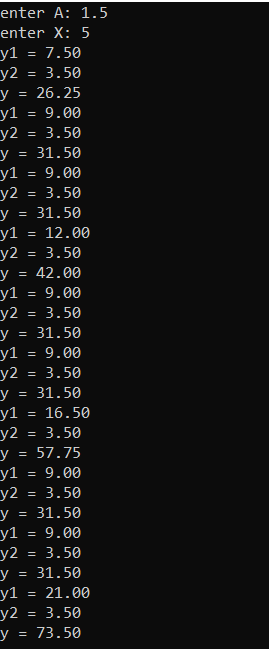 enter A: 1.5
enter X: 5
y1 = 7.50
y2 = 3.50
y = 26.25
y1 = 9.00
y2 = 3.50
y = 31.50
y1 = 9.00
y2 = 3.50
y = 31.50
y1 = 12.00
y2 = 3.50
y = 42.00
y1 = 9.00
y2 = 3.50
y = 31.50
y1 = 9.00
y2 = 3.50
y = 31.50
y1 = 16.50
y2 = 3.50
y = 57.75
y1 = 9.00
y2 = 3.50
y = 31.50
y1 = 9.00
y2 = 3.50
y = 31.50
y1 = 21.00
y2 = 3.50
y = 73.50